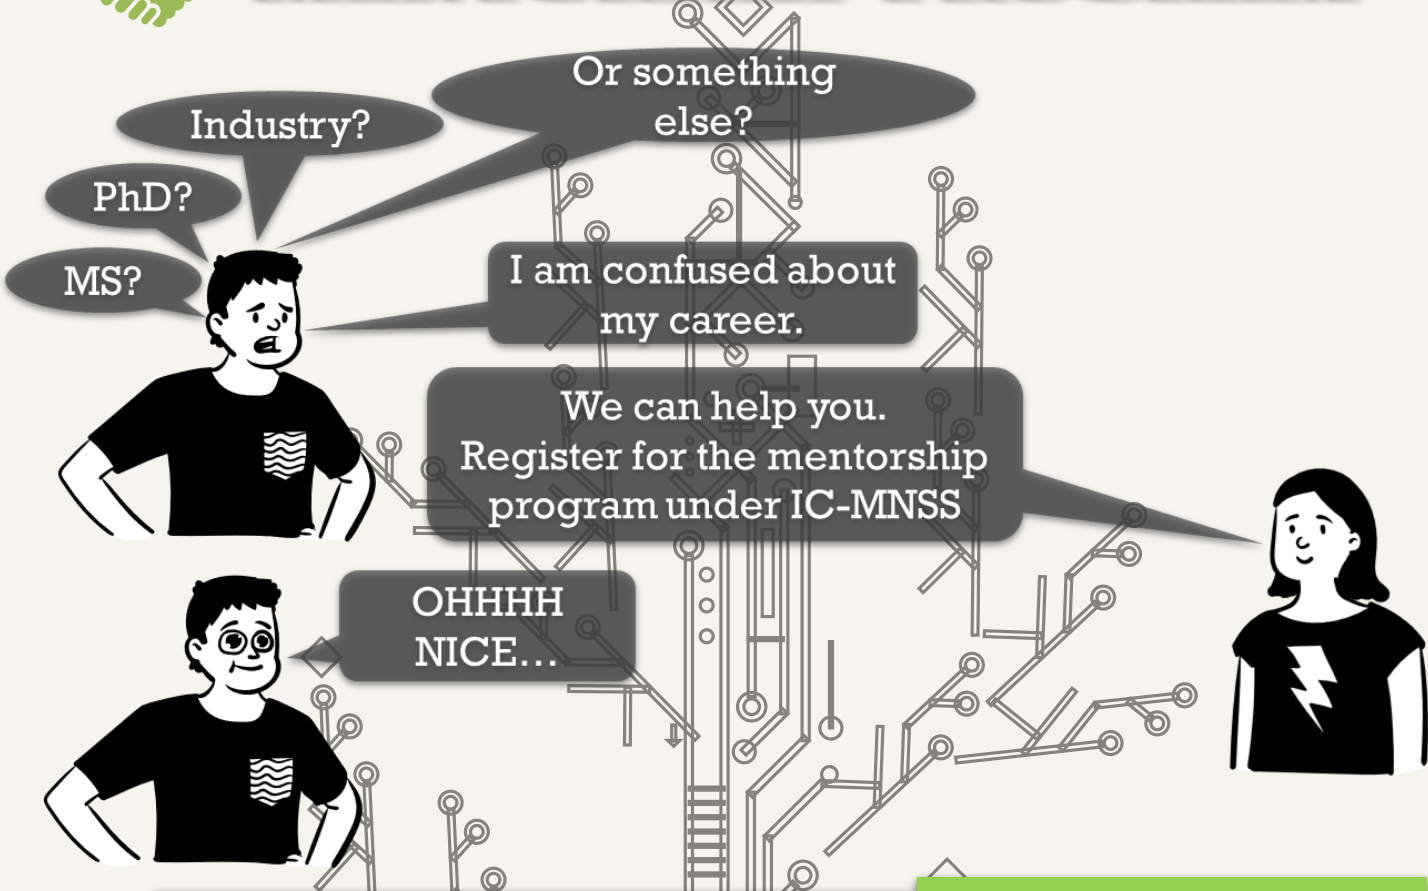 Or something
else?
Industry?
PhD?
MS?
I am confused about
my career.
We can help you.
Register for the mentorship
program under IC-MNSS
OHHHH
NICE...